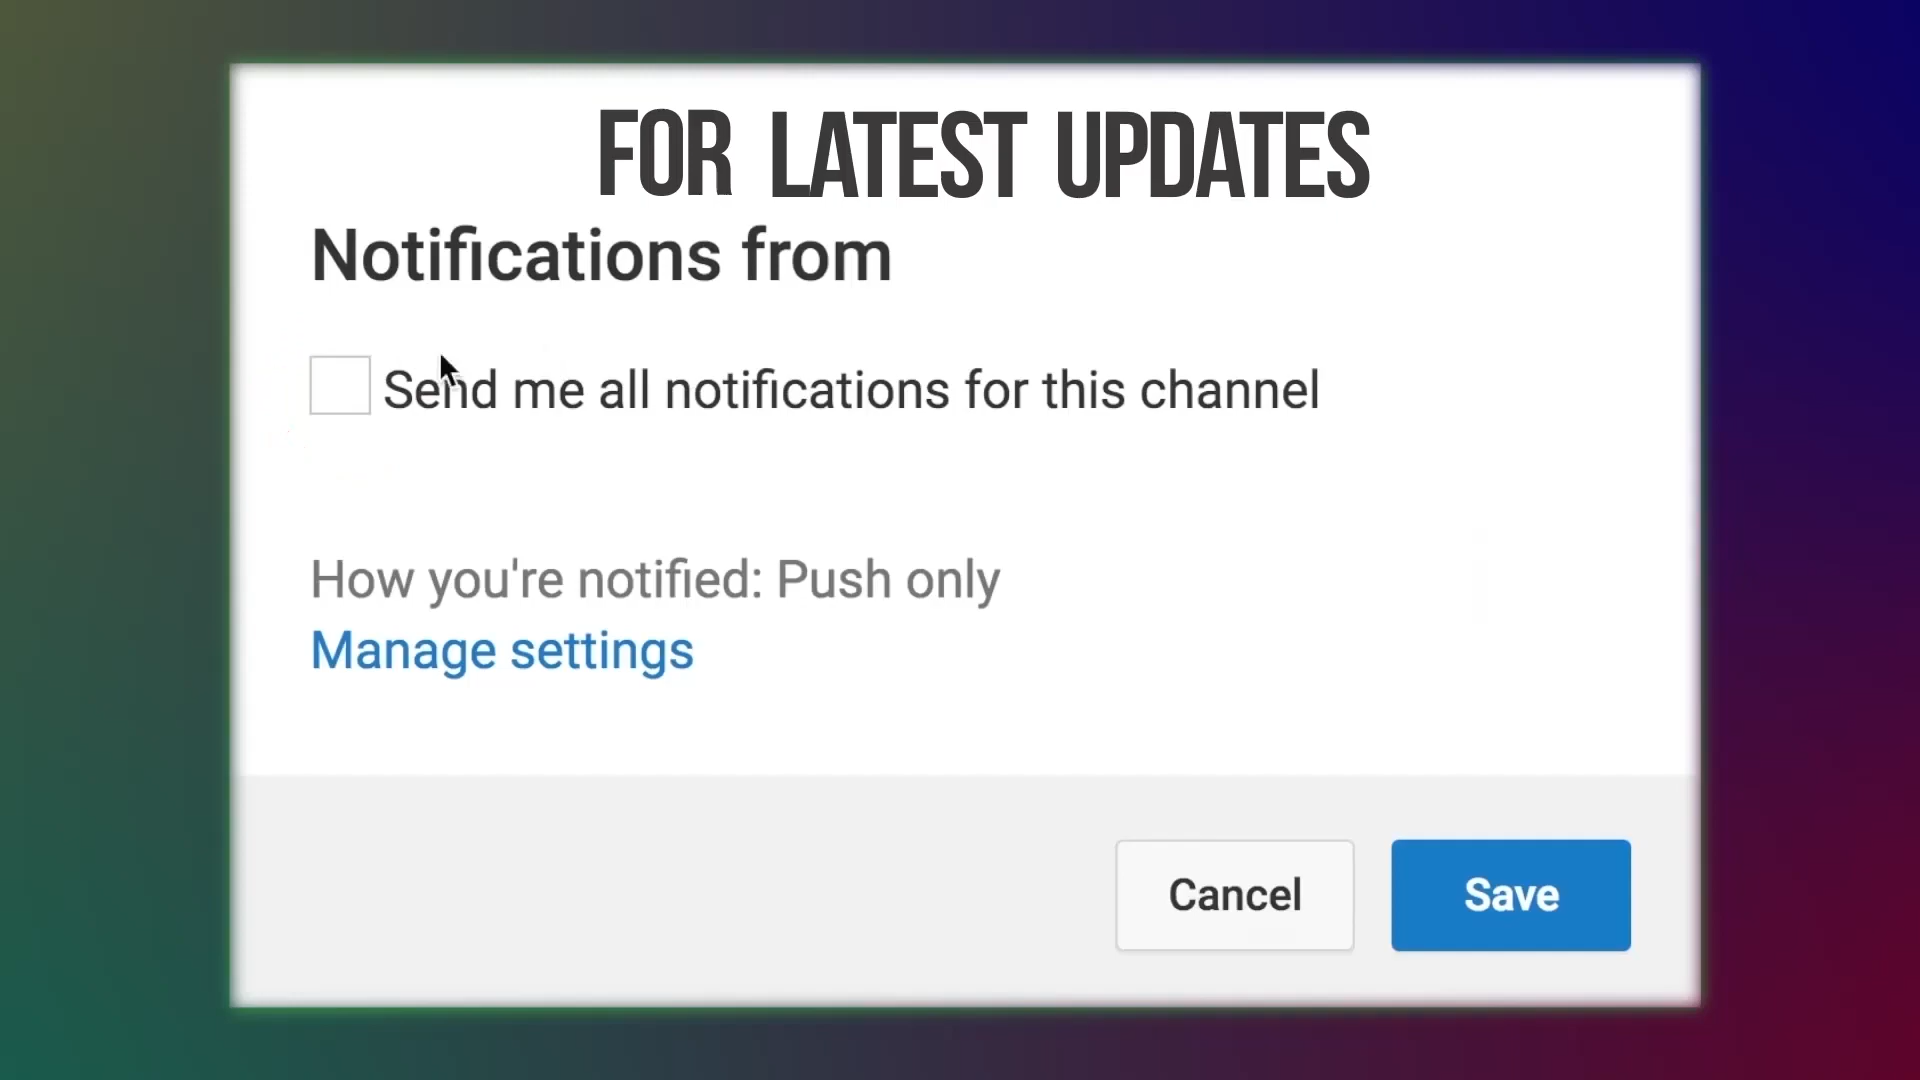 FOR LATEST UPDATES
Notifications from
Send me all notifications for this channel
How you're notified: Push only
Manage settings
Cancel
Save